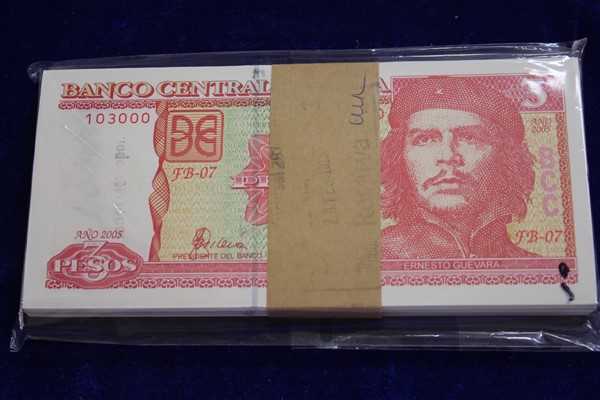 BANCO CENTRAL
103000
FB-07
AÑO 2005
3
PESOS
PRESIDENTE DEL BANCO
3
AÑO
2005
BCC
FB-07
ERNESTO GUEVARA